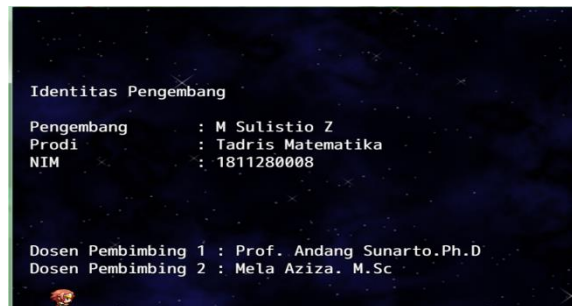 Identitas Pengembang
Pengembang : M Sulistio Z
Prodi : Tadris Matematika
NIM : 1811280008
Dosen Pembimbing 1 : Prof. Andang Sunarto.Ph.D
Dosen Pembimbing 2 : Mela Aziza. M.Sc